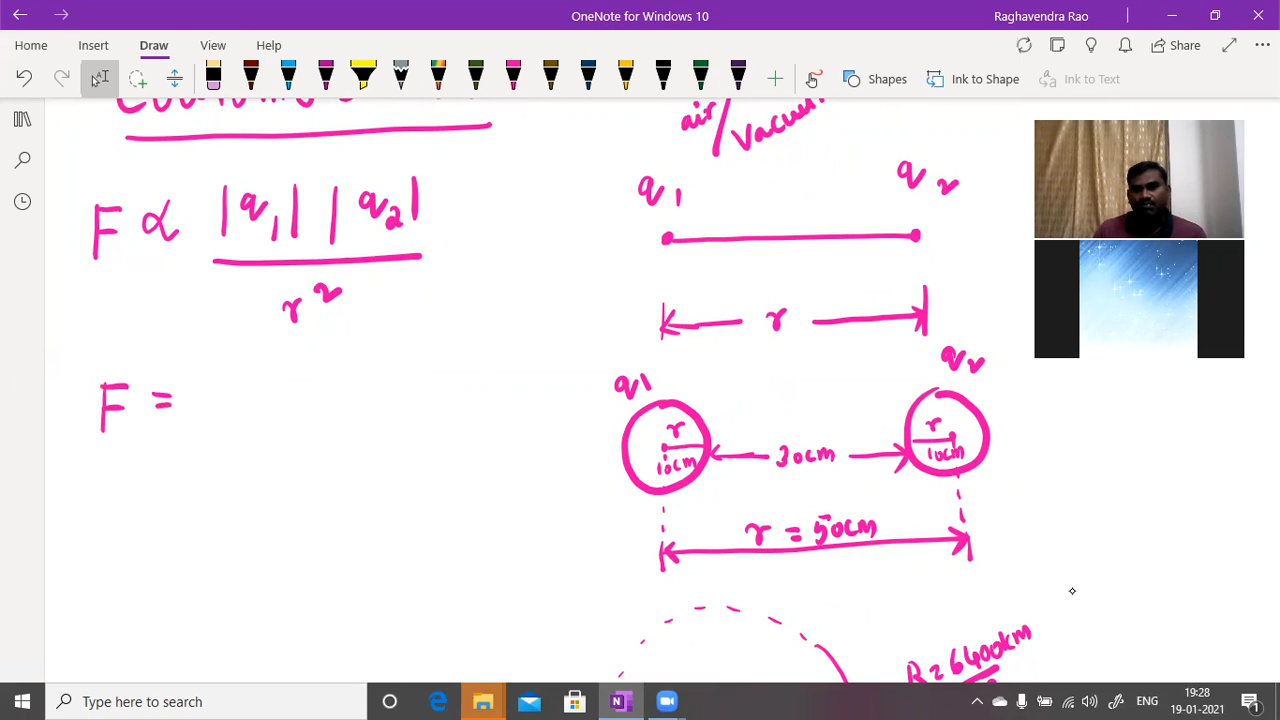 OneNote for Windows 10
Raghavendra Rao
Home
Insert
Draw
View
Help
Share
Shapes
Ink to Shape
Ink to Text
air/
Vacuum
F ∝ |q1| |q2|
r2
q1
q2
r
F =
q1
q2
r
10cm
30cm
r
10cm
r = 50cm
R = 6400km
Type here to search
ENG
19:28
19-01-2021
1